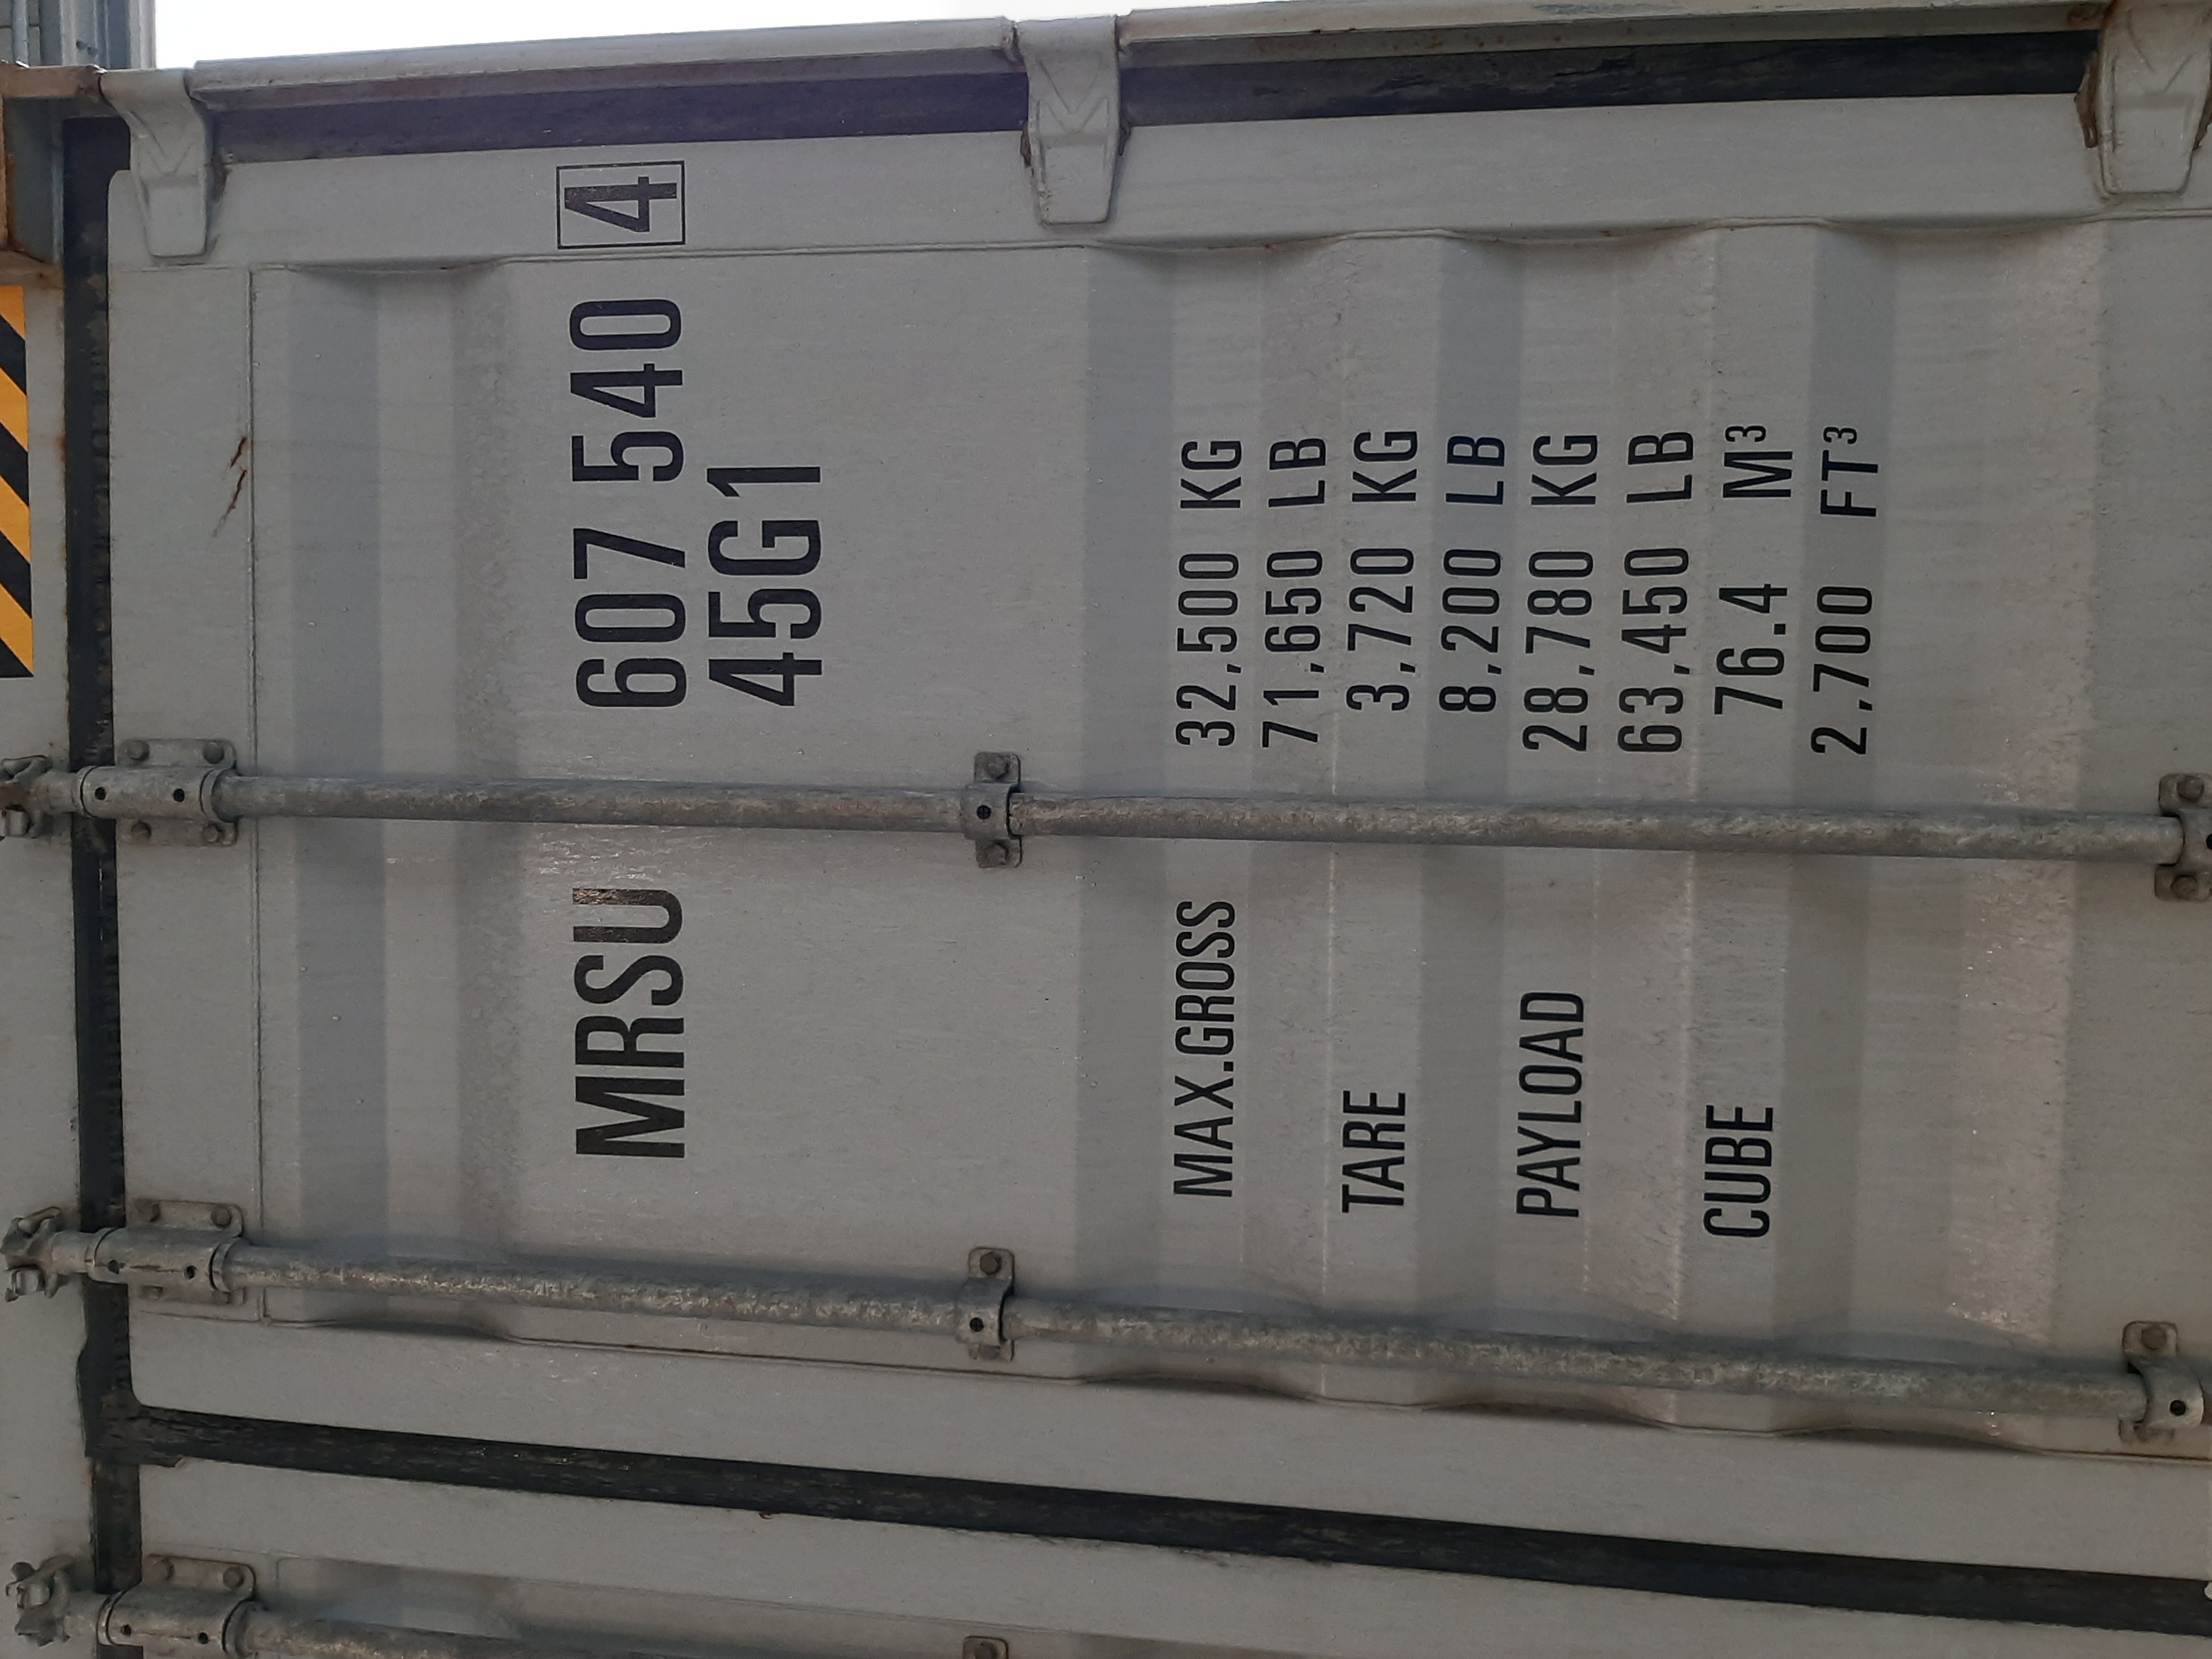 MRSU 607 540 4
45G1
MAX.GROSS 32,500 KG
71,650 LB
TARE 3,720 KG
8,200 LB
PAYLOAD 28,780 KG
63,450 LB
CUBE 76.4 M³
2,700 FT³